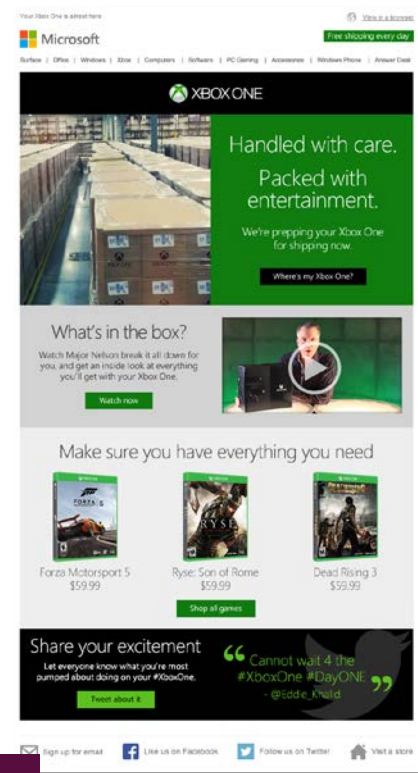 Your Xbox One is almost here
View in a browser
Microsoft
Free shipping every day
Surface | Office | Windows | Xbox | Computers | Software | PC Gaming | Accessories | Windows Phone | Answer Desk
XBOX ONE
Handled with care.
Packed with
entertainment.
We're prepping your Xbox One
for shipping now.
Where's my Xbox One?
What's in the box?
Watch Major Nelson break it all down for
you, and get an inside look at everything
you'll get with your Xbox One.
Watch now
Make sure you have everything you need
FORZA 5
RYSE
Forza Motorsport 5
$59.99
Ryse: Son of Rome
$59.99
Dead Rising 3
$59.99
Shop all games
Share your excitement
Let everyone know what you're most
pumped about doing on your #XboxOne.
Tweet about it
“Cannot wait 4 the
#XboxOne #DayONE”
- @Eddie_Khalid
Sign up for email
Like us on Facebook
Follow us on Twitter
Visit a store